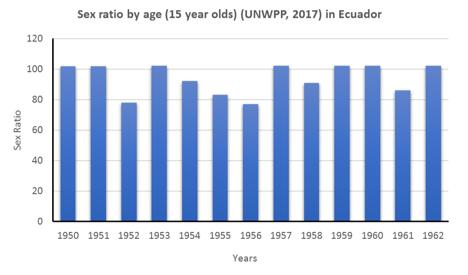 Sex ratio by age (15 year olds) (UNWPP, 2017) in Ecuador
120
100
80
60
40
20
0
Sex Ratio
1950 1951 1952 1953 1954 1955 1956 1957 1958 1959 1960 1961 1962
Years